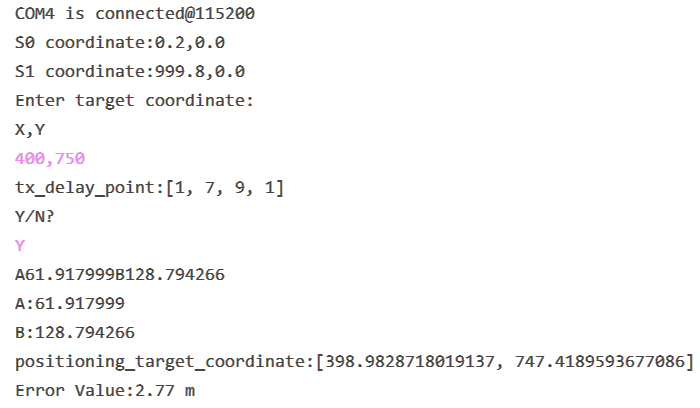 COM4 is connected@115200
S0 coordinate:0.2,0.0
S1 coordinate:999.8,0.0
Enter target coordinate:
X,Y
400,750
tx_delay_point:[1, 7, 9, 1]
Y/N?
Y
A61.917999B128.794266
A:61.917999
B:128.794266
positioning_target_coordinate:[398.9828718019137, 747.4189593677086]
Error Value:2.77 m